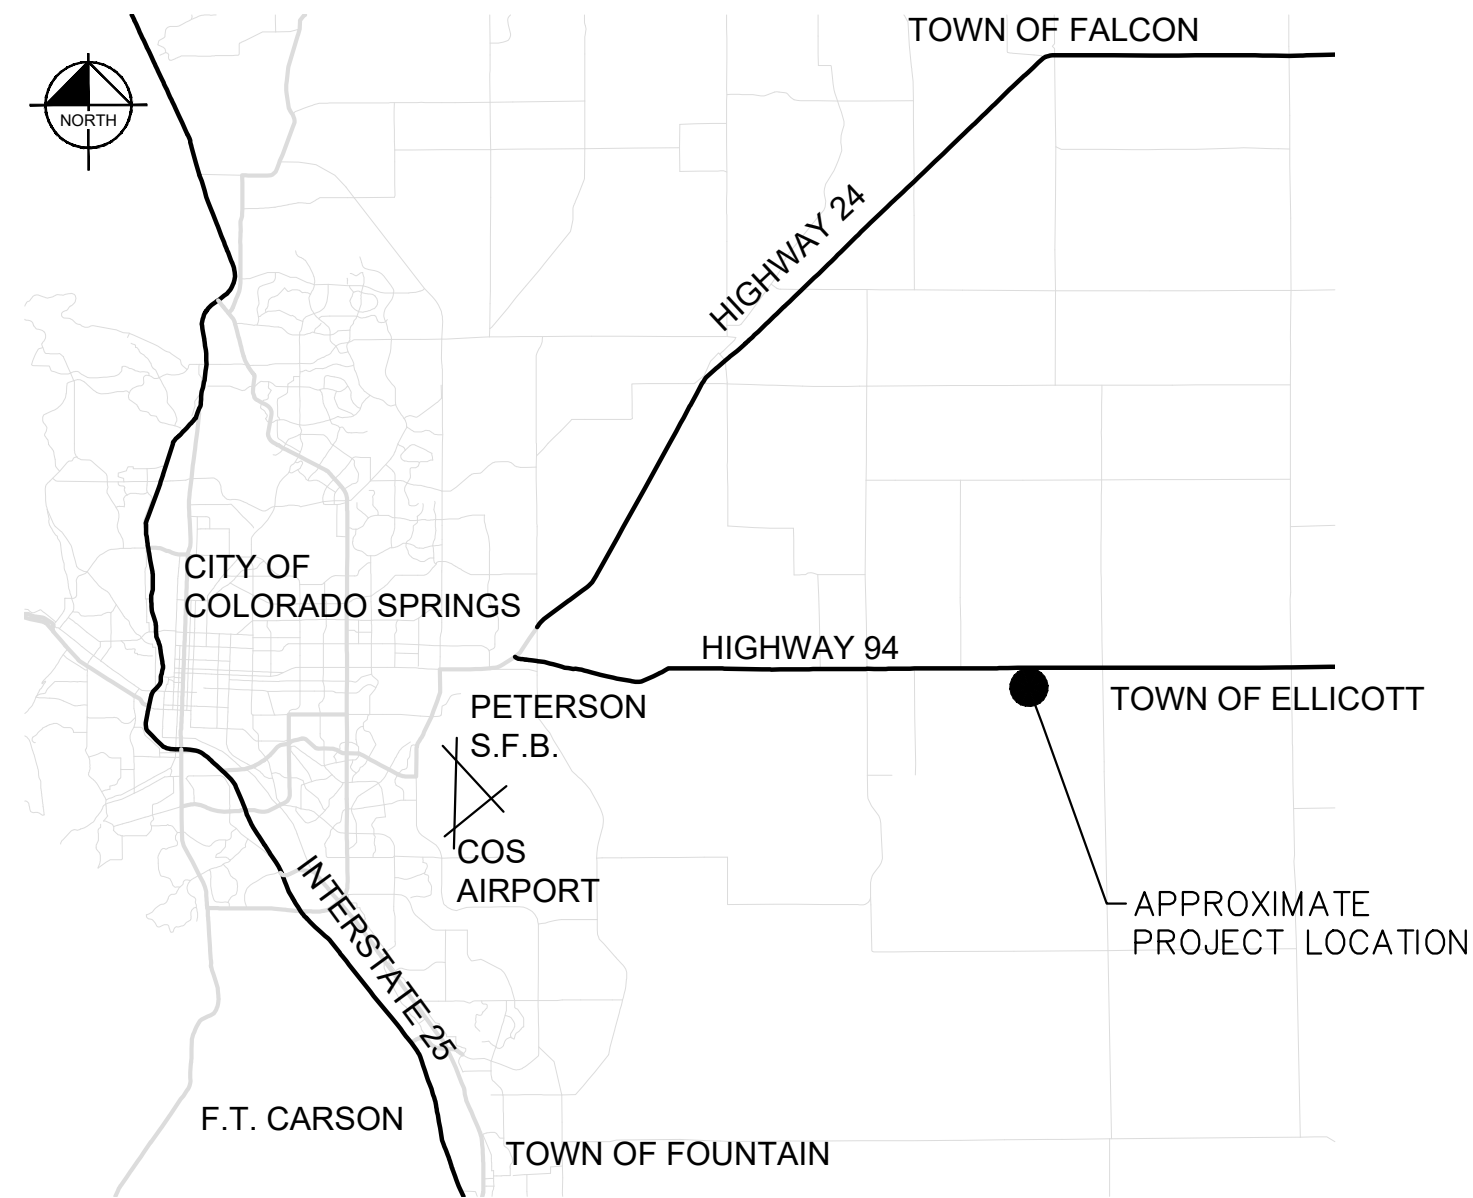 TOWN OF FALCON
NORTH
HIGHWAY 24
CITY OF
COLORADO SPRINGS
HIGHWAY 94
TOWN OF ELLICOTT
PETERSON
S.F.B.
COS
AIRPORT
INTERSTATE 25
APPROXIMATE
PROJECT LOCATION
F.T. CARSON
TOWN OF FOUNTAIN